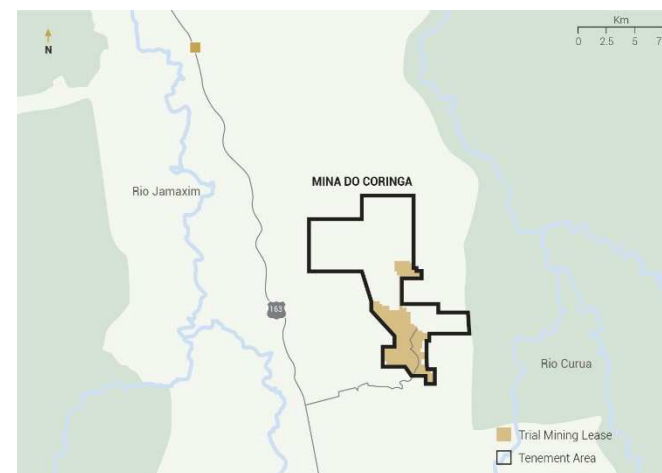 Km
0 2.5 5 7
N
MINA DO CORINGA
Rio Jamaxim
163
Rio Curua
Trial Mining Lease
Tenement Area